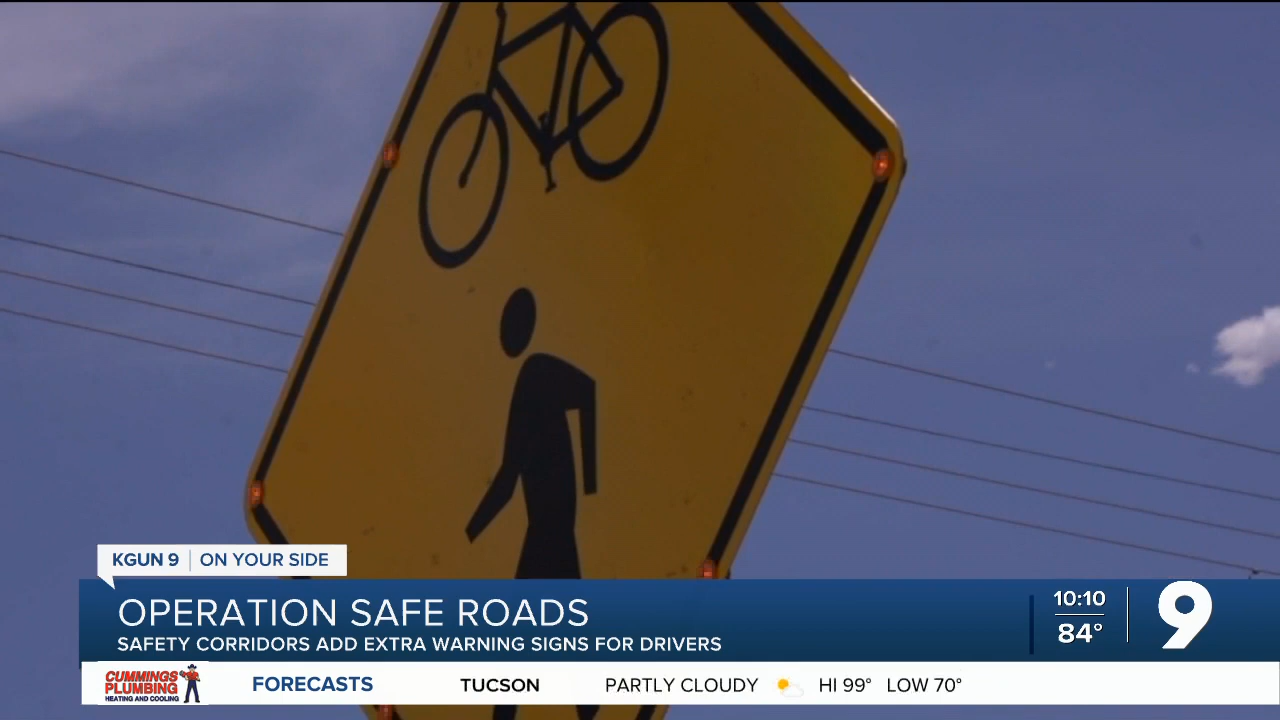 KGUN 9 | ON YOUR SIDE
OPERATION SAFE ROADS
SAFETY CORRIDORS ADD EXTRA WARNING SIGNS FOR DRIVERS
10:10
84°
9
CUMMINGS
PLUMBING
HEATING AND COOLING
FORECASTS TUCSON PARTLY CLOUDY HI 99° LOW 70°